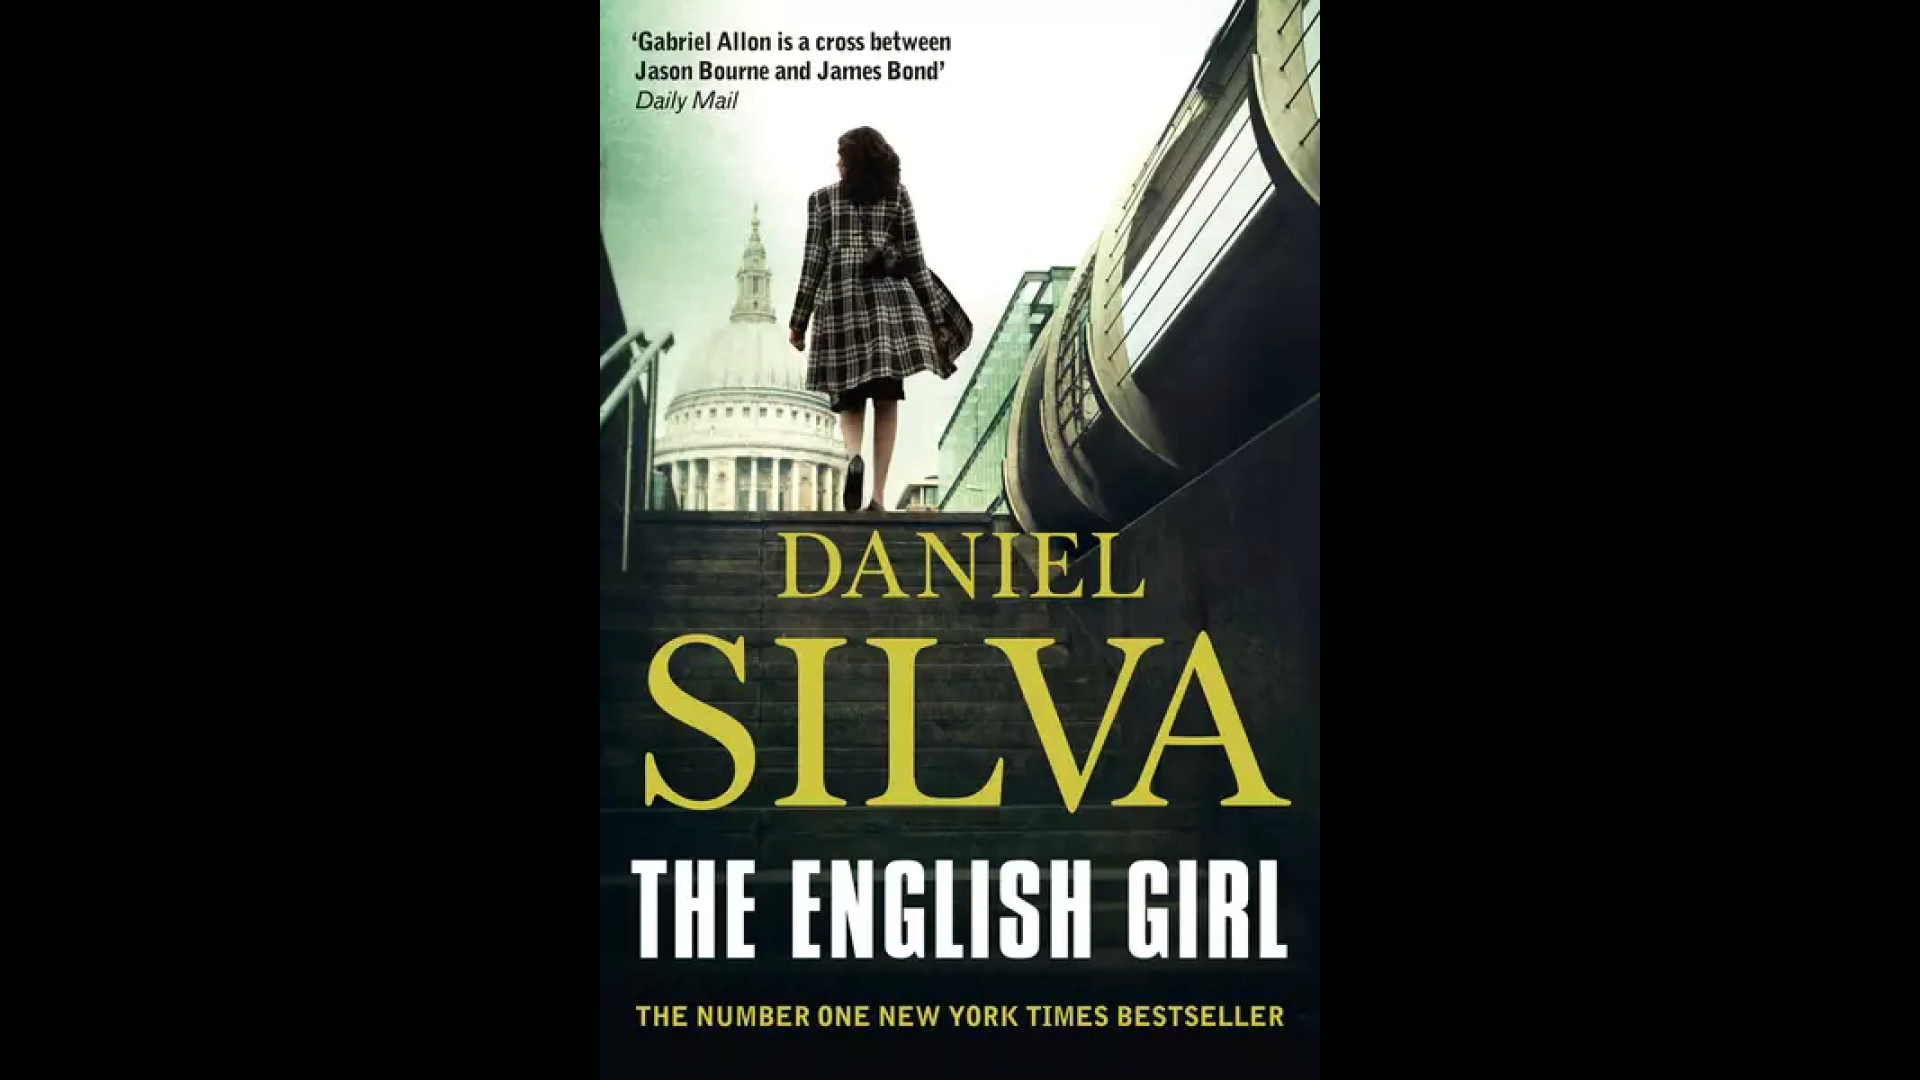 ‘Gabriel Allon is a cross between
Jason Bourne and James Bond’
Daily Mail
DANIEL
SILVA
THE ENGLISH GIRL
THE NUMBER ONE NEW YORK TIMES BESTSELLER